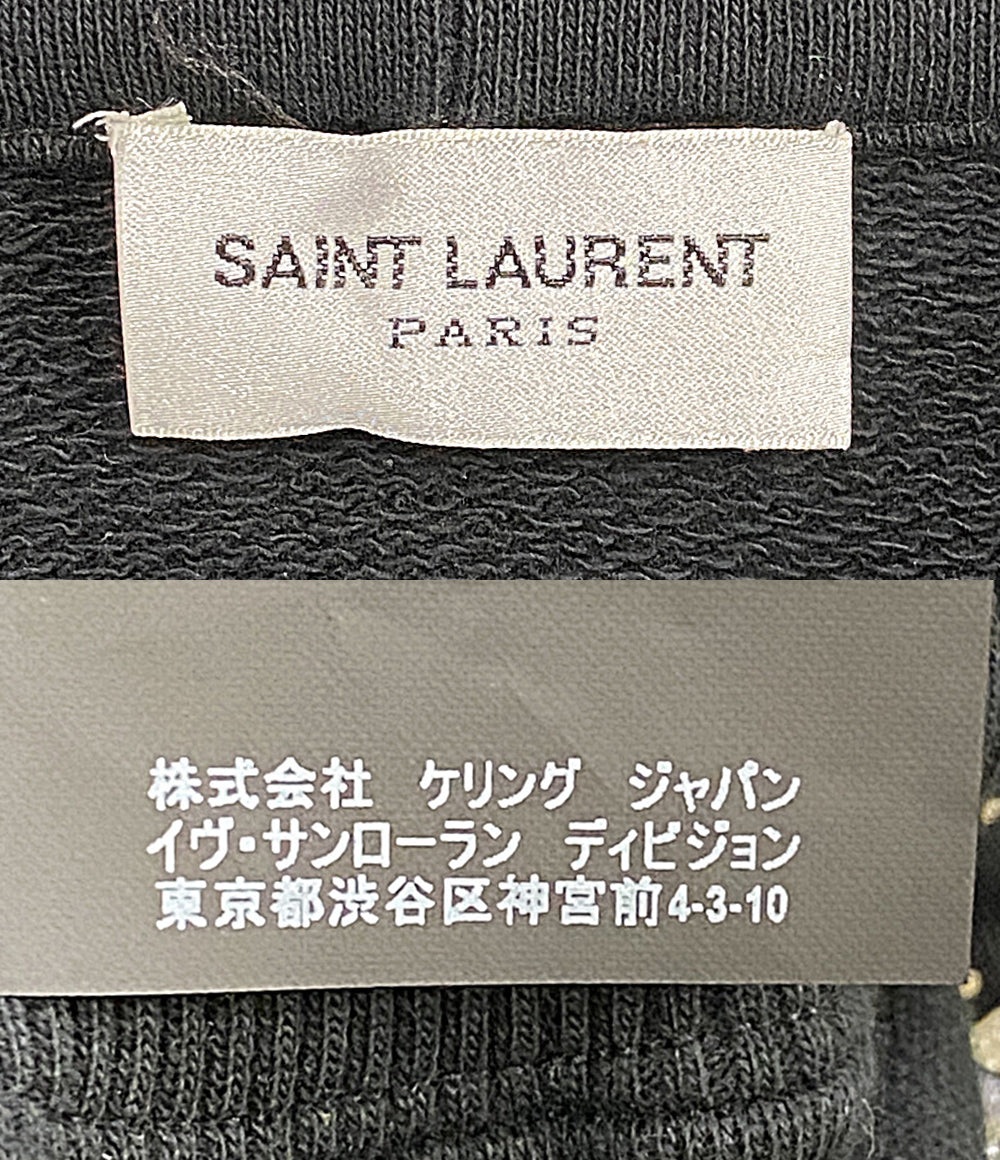 SAINT LAURENT
PARIS
株式会社 ケリング ジャパン
イヴ・サンローラン ディビジョン
東京都渋谷区神宮前4-3-10